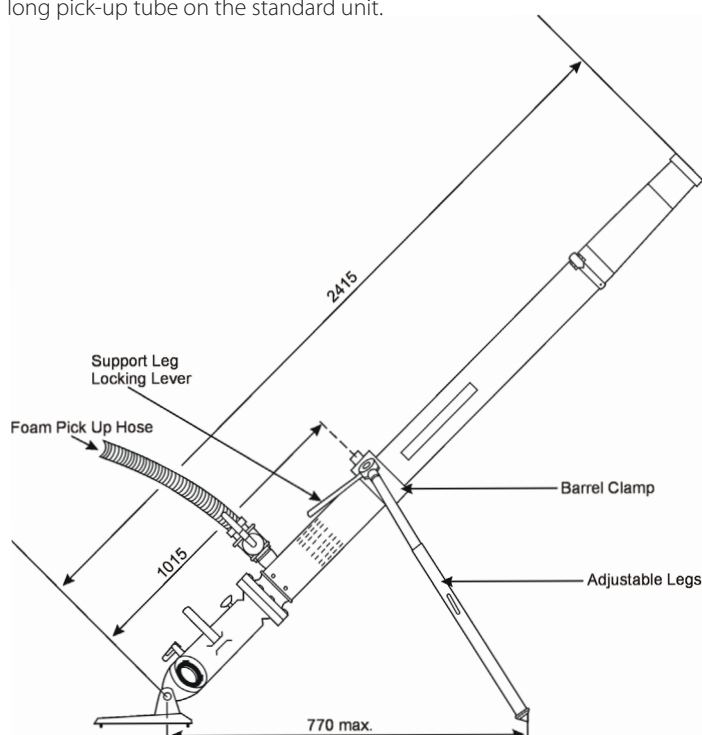 long pick-up tube on the standard unit.
2415
Support Leg
Locking Lever
Foam Pick Up Hose
1015
Barrel Clamp
Adjustable Legs
770 max.